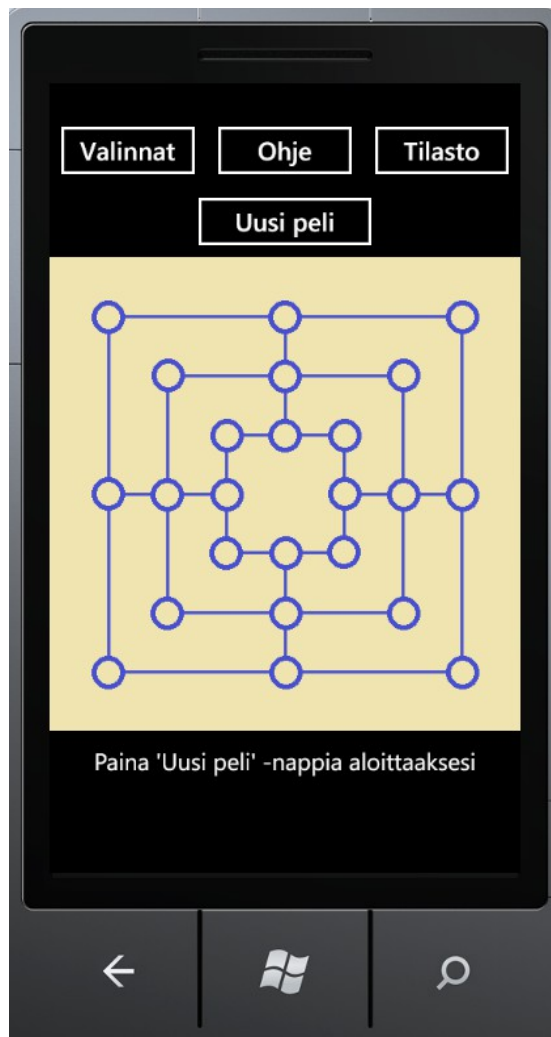 Valinnat Ohje Tilasto
Uusi peli
Paina 'Uusi peli' -nappia aloittaaksesi